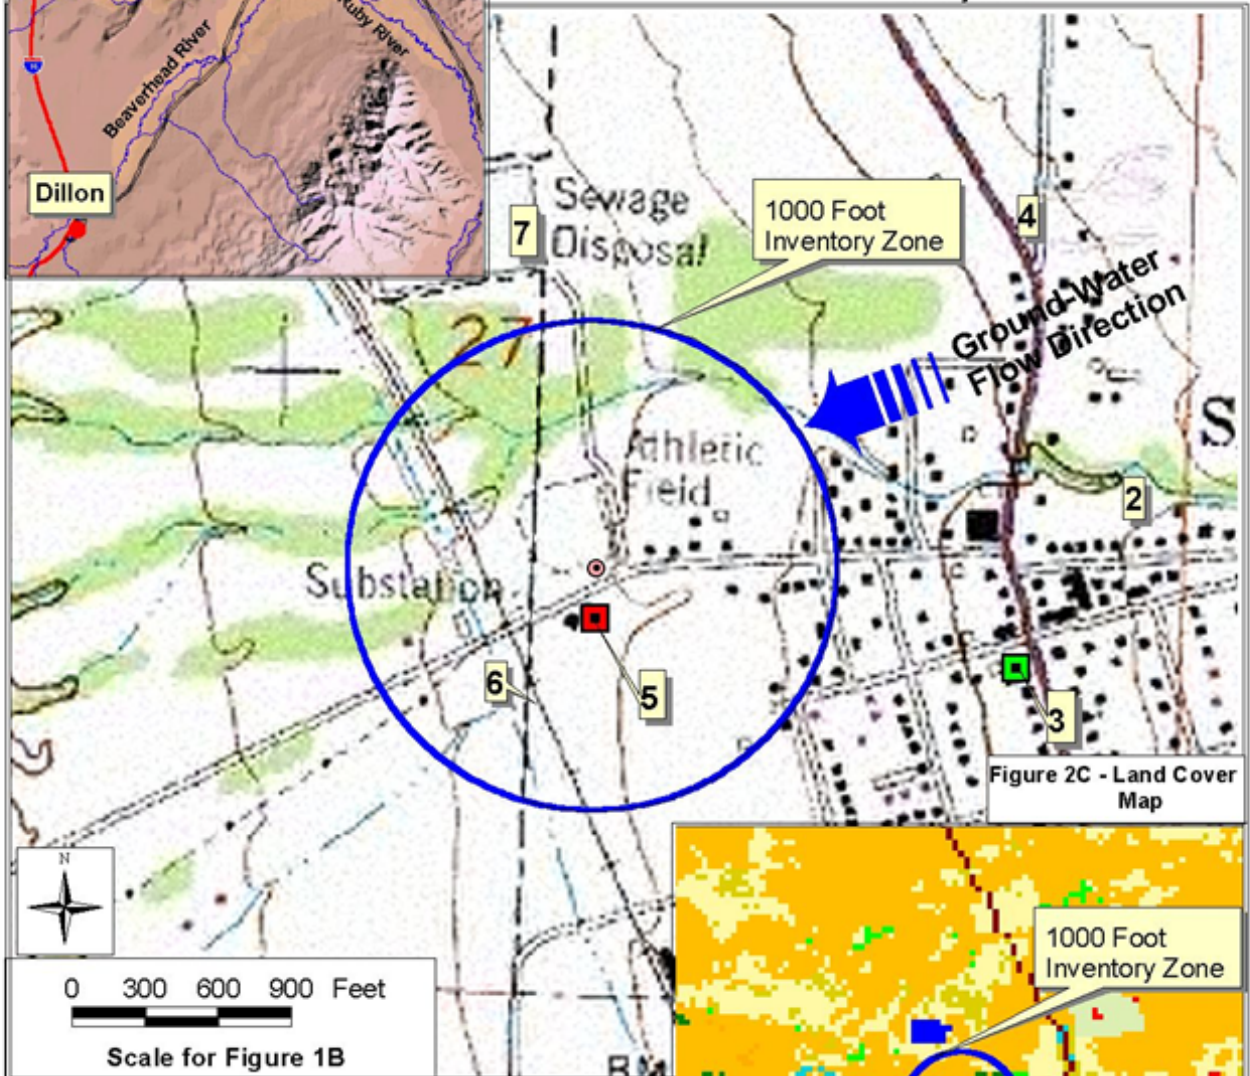 Beaverhead River
Ruby River
15
Dillon
7
Sewage
Disposal
1000 Foot
Inventory Zone
4
Ground-Water
Flow Direction
27
S
Athletic
Field
2
Substation
6
5
3
Figure 2C - Land Cover
Map
N
1000 Foot
Inventory Zone
0 300 600 900 Feet
Scale for Figure 1B